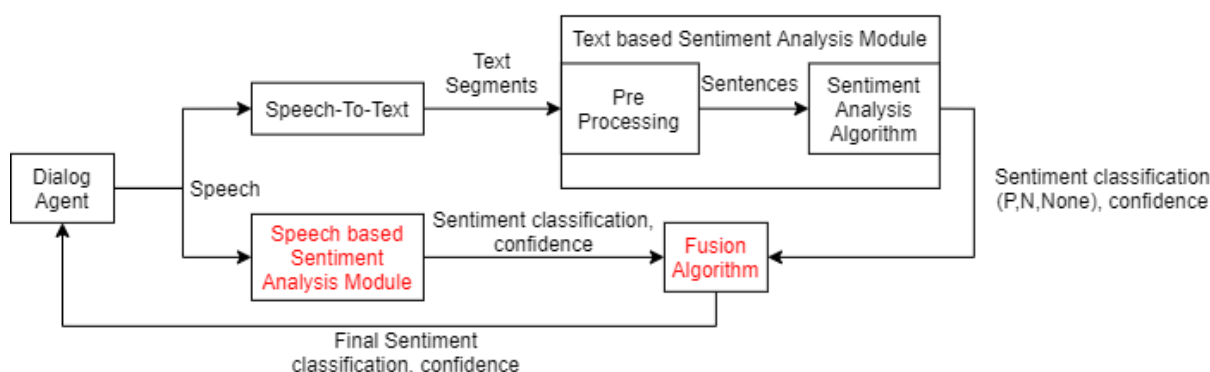 Text based Sentiment Analysis Module
Text
Segments
Speech-To-Text
Pre
Processing
Sentences
Sentiment
Analysis
Algorithm
Dialog
Agent
Speech
Sentiment classification
(P,N,None), confidence
Speech based
Sentiment
Analysis Module
Sentiment classification,
confidence
Fusion
Algorithm
Final Sentiment
classification, confidence